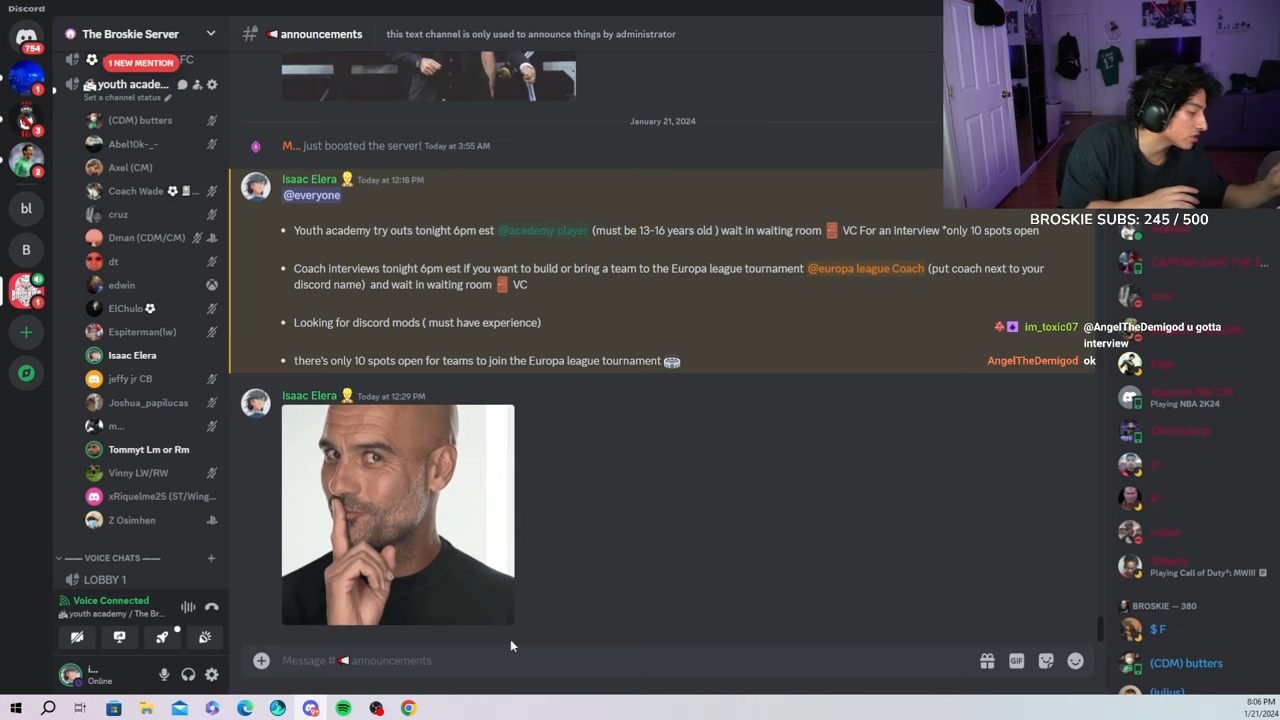 Discord
754
1
3
2
bl
B
1
The Broskie Server
FC
1 NEW MENTION
youth acade...
Set a channel status
(CDM) butters
Abel10k-_-
Axel (CM)
Coach Wade
cruz
Dman (CDM/CM)
dt
edwin
ElChulo
Espiterman(lw)
Isaac Elera
jeffy jr CB
Joshua_papilucas
m...
Tommyt Lm or Rm
Vinny LW/RW
xRiquelme25 (ST/Wing...
Z Osimhen
VOICE CHATS
LOBBY 1
Voice Connected
youth academy / The Br...
i...
Online
announcements
this text channel is only used to announce things by administrator
January 21, 2024
M... just boosted the server! Today at 3:55 AM
Isaac Elera Today at 12:18 PM
@everyone
• Youth academy try outs tonight 6pm est @academy player (must be 13-16 years old ) wait in waiting room 🚪 VC For an interview *only 10 spots open
• Coach interviews tonight 6pm est if you want to build or bring a team to the Europa league tournament @europa league Coach (put coach next to your
discord name) and wait in waiting room 🚪 VC
• Looking for discord mods ( must have experience)
• there's only 10 spots open for teams to join the Europa league tournament 🏟
Isaac Elera Today at 12:29 PM
Message # announcements
GIF
BROSKIE SUBS: 245 / 500
im_toxic07 @AngelTheDemigod u gotta
interview
AngelTheDemigod ok
CAPTAIN SAVE THE S...
cruz
Playing NBA 2K24
ruben
Playing Call of Duty®: MWIII
BROSKIE — 380
$ F
(CDM) butters
(julius)
8:06 PM
1/21/2024